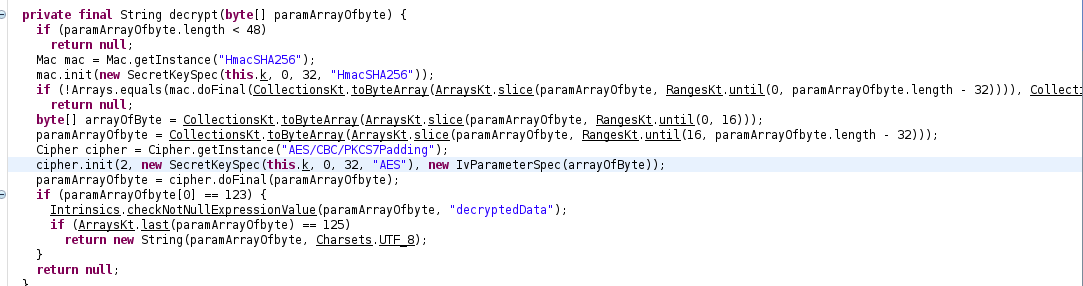 private final String decrypt(byte[] paramArrayOfbyte) {
if (paramArrayOfbyte.length < 48)
return null;
Mac mac = Mac.getInstance("HmacSHA256");
mac.init(new SecretKeySpec(this.k, 0, 32, "HmacSHA256"));
if (!Arrays.equals(mac.doFinal(CollectionsKt.toByteArray(ArraysKt.slice(paramArrayOfbyte, RangesKt.until(0, paramArrayOfbyte.length - 32)))), Collecti
return null;
byte[] arrayOfByte = CollectionsKt.toByteArray(ArraysKt.slice(paramArrayOfbyte, RangesKt.until(0, 16)));
paramArrayOfbyte = CollectionsKt.toByteArray(ArraysKt.slice(paramArrayOfbyte, RangesKt.until(16, paramArrayOfbyte.length - 32)));
Cipher cipher = Cipher.getInstance("AES/CBC/PKCS7Padding");
cipher.init(2, new SecretKeySpec(this.k, 0, 32, "AES"), new IvParameterSpec(arrayOfByte));
paramArrayOfbyte = cipher.doFinal(paramArrayOfbyte);
if (paramArrayOfbyte[0] == 123) {
Intrinsics.checkNotNullExpressionValue(paramArrayOfbyte, "decryptedData");
if (ArraysKt.last(paramArrayOfbyte) == 125)
return new String(paramArrayOfbyte, Charsets.UTF_8);
}
return null;
}